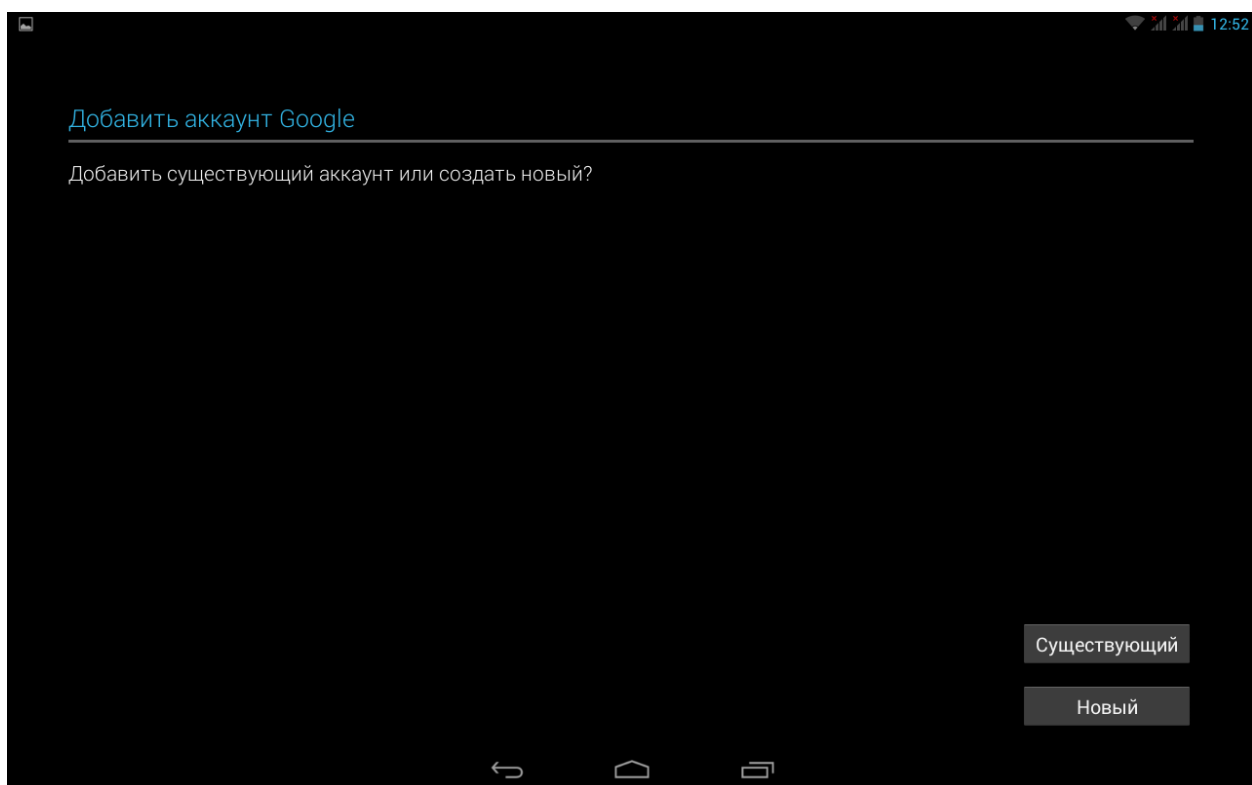 12:52
Добавить аккаунт Google
Добавить существующий аккаунт или создать новый?
Существующий
Новый